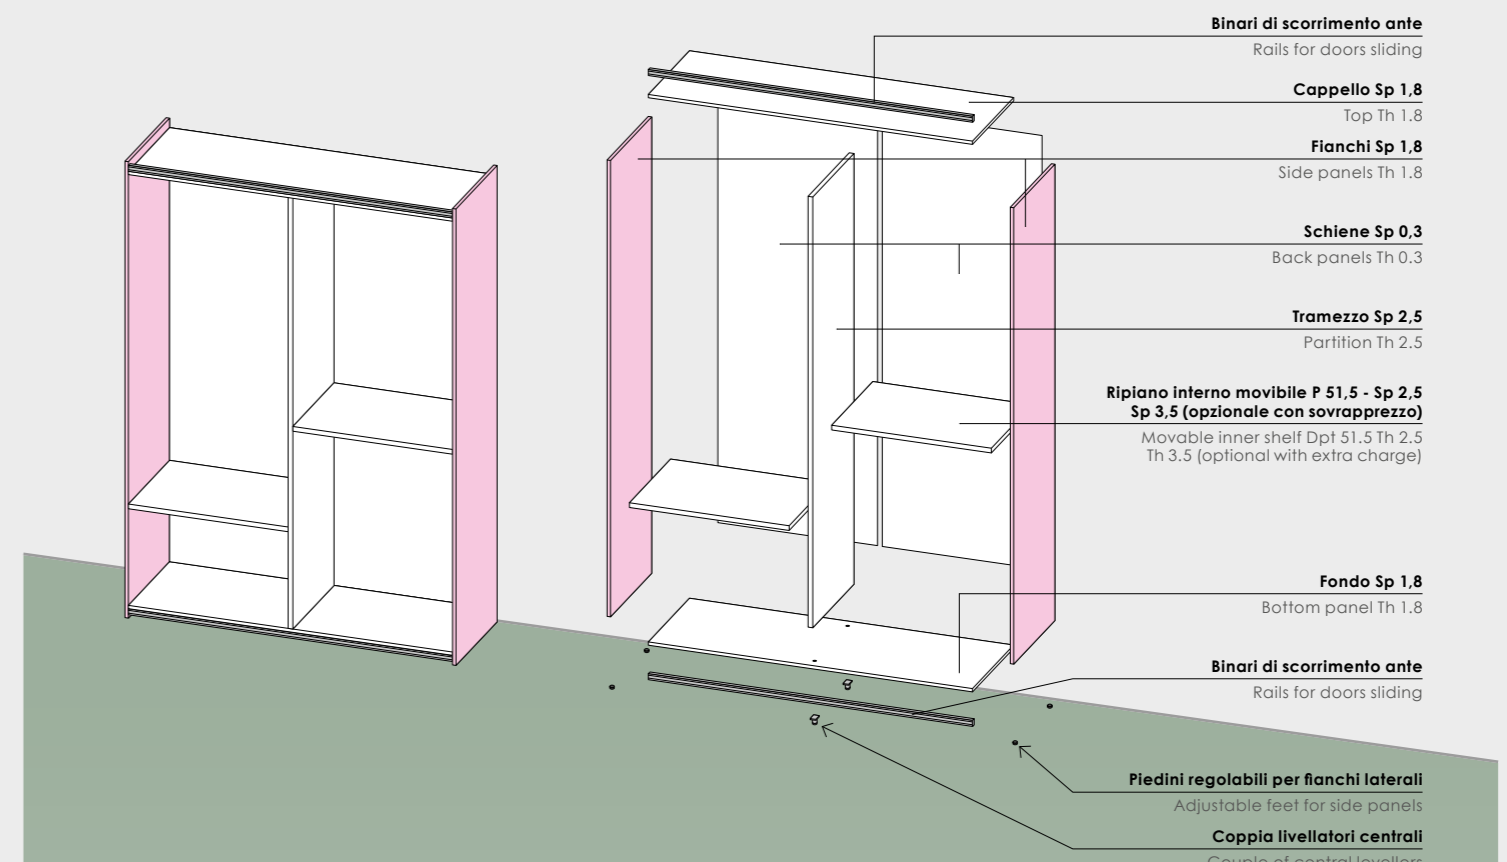 Binari di scorrimento ante
Rails for doors sliding
Cappello Sp 1,8
Top Th 1.8
Fianchi Sp 1,8
Side panels Th 1.8
Schiene Sp 0,3
Back panels Th 0.3
Tramezzo Sp 2,5
Partition Th 2.5
Ripiano interno movibile P 51,5 - Sp 2,5
Sp 3,5 (opzionale con sovrapprezzo)
Movable inner shelf Dpt 51.5 Th 2.5
Th 3.5 (optional with extra charge)
Fondo Sp 1,8
Bottom panel Th 1.8
Binari di scorrimento ante
Rails for doors sliding
Piedini regolabili per fianchi laterali
Adjustable feet for side panels
Coppia livellatori centrali
Couple of central levellers